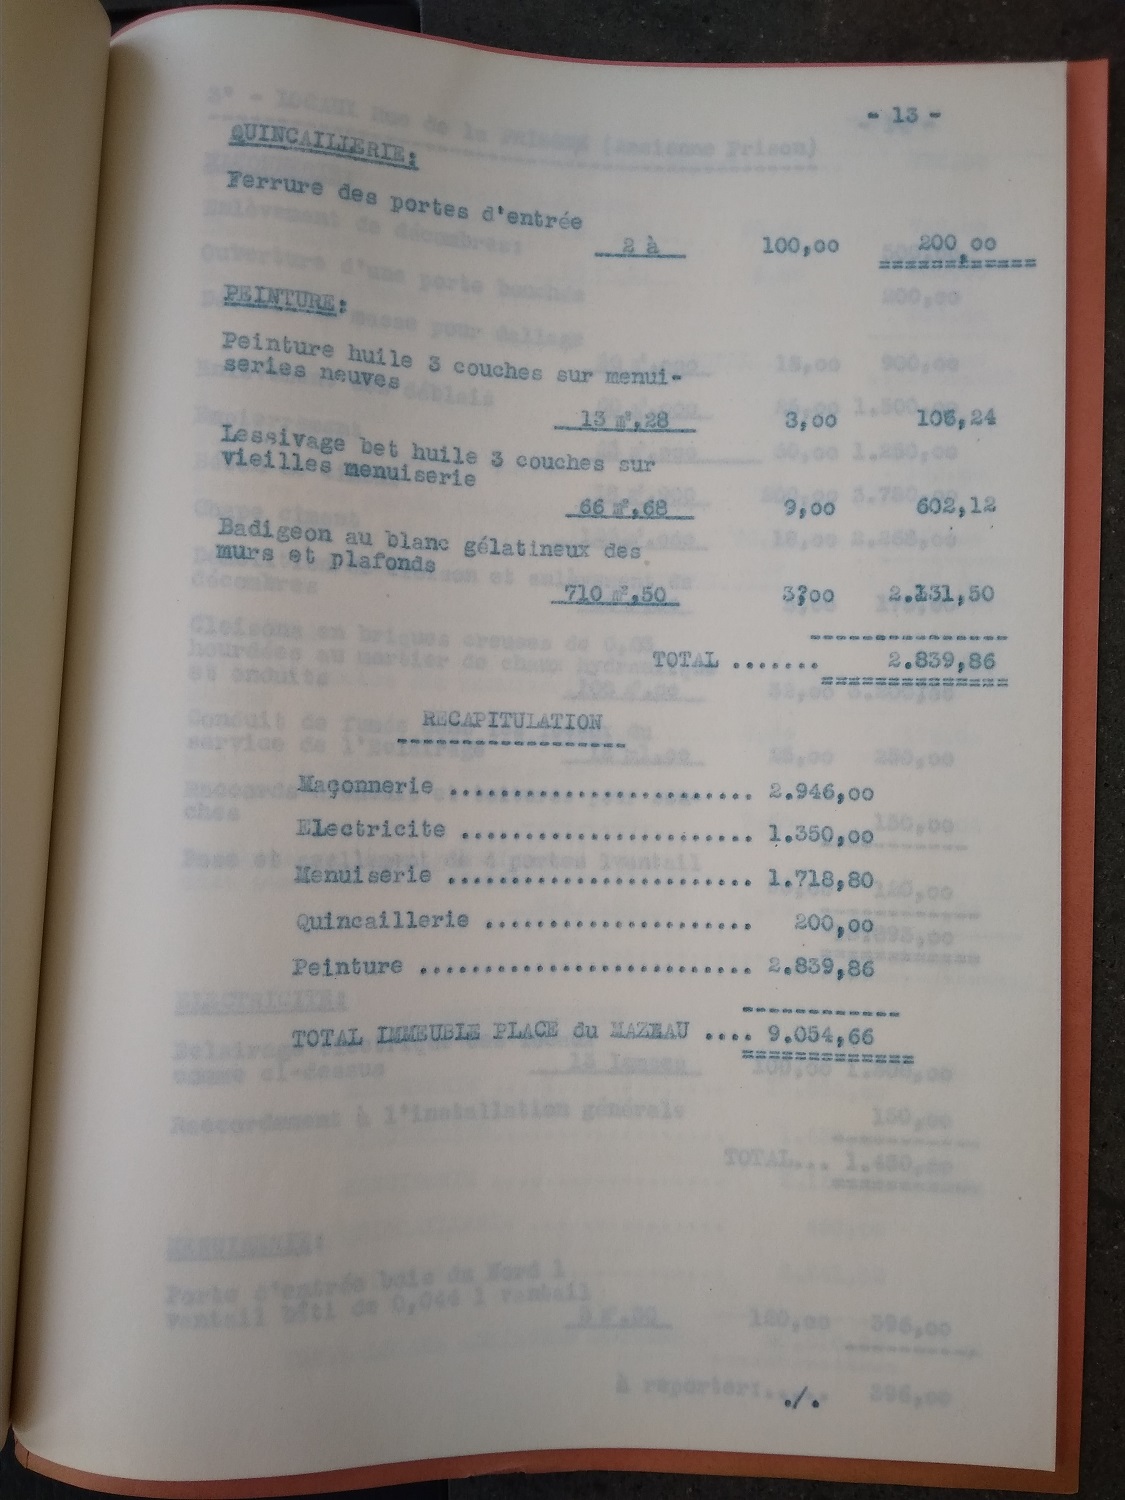 - 13 -
QUINCAILLERIE:
Ferrure des portes d'entrée
2 à 100,00 200,00
PEINTURE:
Peinture huile 3 couches sur menui-
series neuves
13 m²,28 3,00 106,24
Lessivage bet huile 3 couches sur
vieilles menuiserie
66 m²,68 9,00 602,12
Badigeon au blanc gélatineux des
murs et plafonds
710 m²,50 3,00 2.131,50
TOTAL ....... 2.839,86
RECAPITULATION
Maçonnerie ........................ 2.946,00
Electricite ....................... 1.350,00
Menuiserie ........................ 1.718,80
Quincaillerie ..................... 200,00
Peinture .......................... 2.839,86
TOTAL IMMEUBLE PLACE du MAZEAU .... 9.054,66
./.